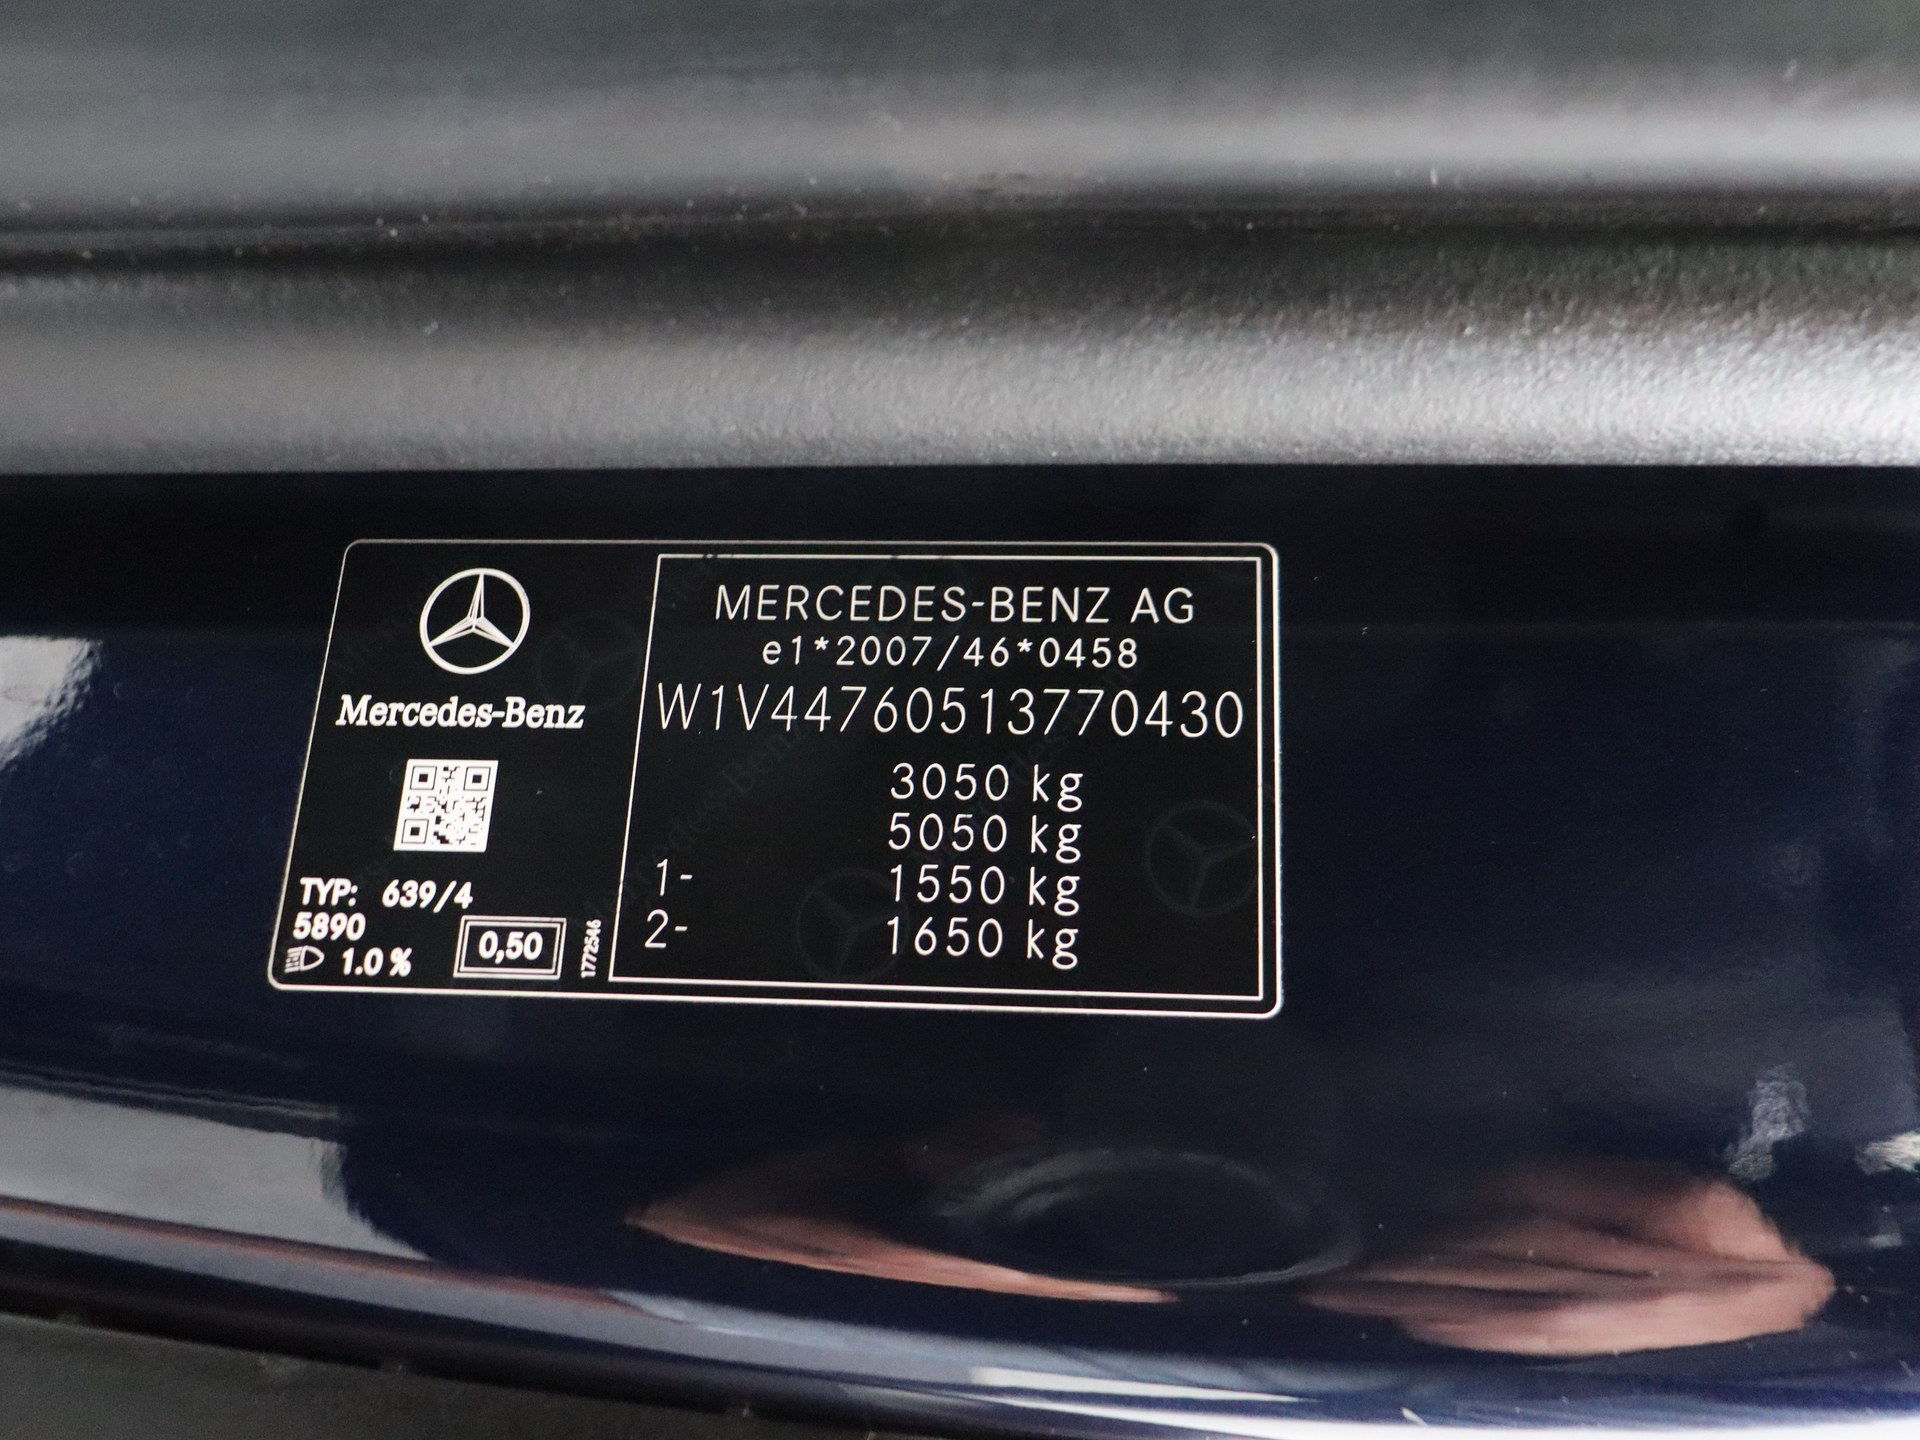 Mercedes-Benz
TYP: 639/4
5890
1.0 %
0,50
1772546
MERCEDES-BENZ AG
e1*2007/46*0458
W1V44760513770430
3050 kg
5050 kg
1- 1550 kg
2- 1650 kg